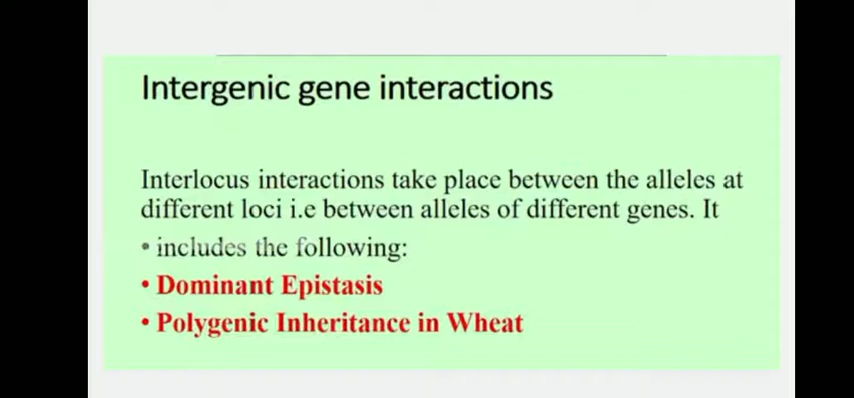 Intergenic gene interactions
Interlocus interactions take place between the alleles at
different loci i.e between alleles of different genes. It
• includes the following:
• Dominant Epistasis
• Polygenic Inheritance in Wheat